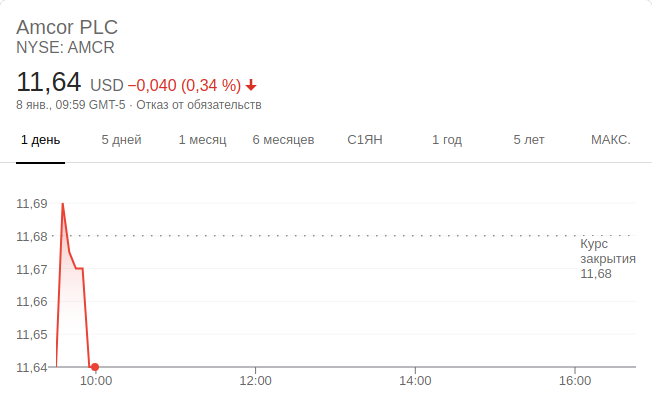 Amcor PLC
NYSE: AMCR
11,64 USD −0,040 (0,34 %)
8 янв., 09:59 GMT-5 · Отказ от обязательств
1 день 5 дней 1 месяц 6 месяцев С1ЯН 1 год 5 лет МАКС.
11,69
11,68
Курс
закрытия
11,68
11,67
11,66
11,65
11,64
10:00 12:00 14:00 16:00